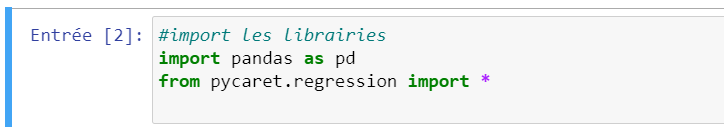 Entrée [2]: #import les librairies
import pandas as pd
from pycaret.regression import *